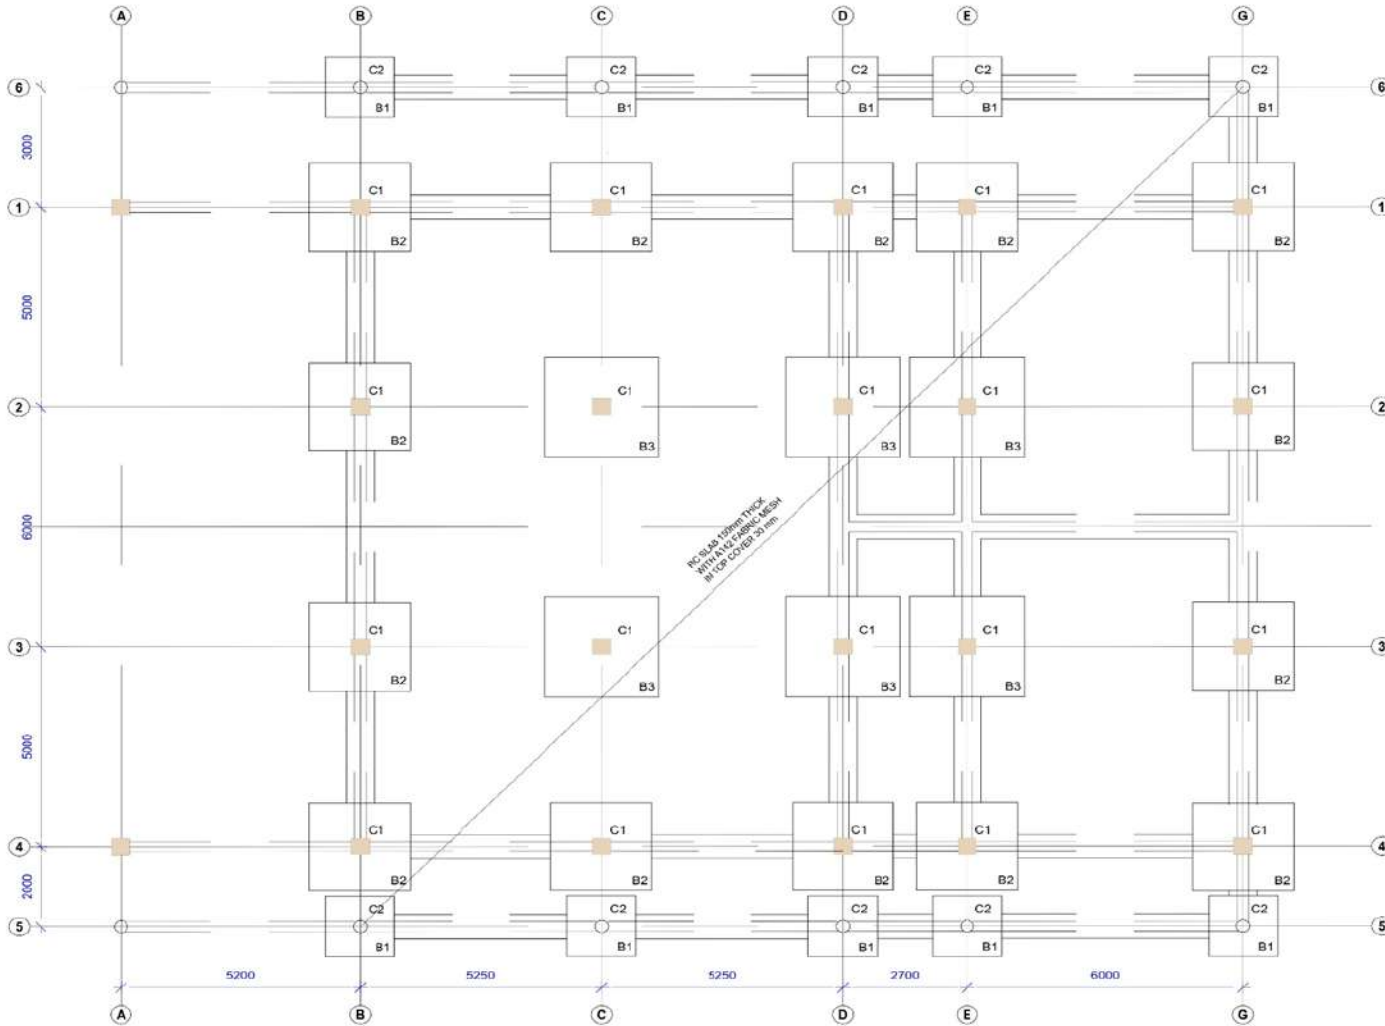 A B C D E G
C2 C2 C2 C2 C2
6 6
B1 B1 B1 B1 B1
3000
C1 C1 C1 C1 C1
1 1
B2 B2 B2 B2 B2
5000
C1 C1 C1 C1 C1
2 2
B2 B3 B3 B3 B2
RC SLAB 150mm THICK
WITH A142 FABRIC MESH
IN TOP COVER 30 mm
6000
C1 C1 C1 C1 C1
3 3
B2 B3 B3 B3 B2
5000
C1 C1 C1 C1 C1
4 4
B2 B2 B2 B2 B2
2000
C2 C2 C2 C2 C2
5 5
B1 B1 B1 B1 B1
5200 5250 5250 2700 6000
A B C D E G